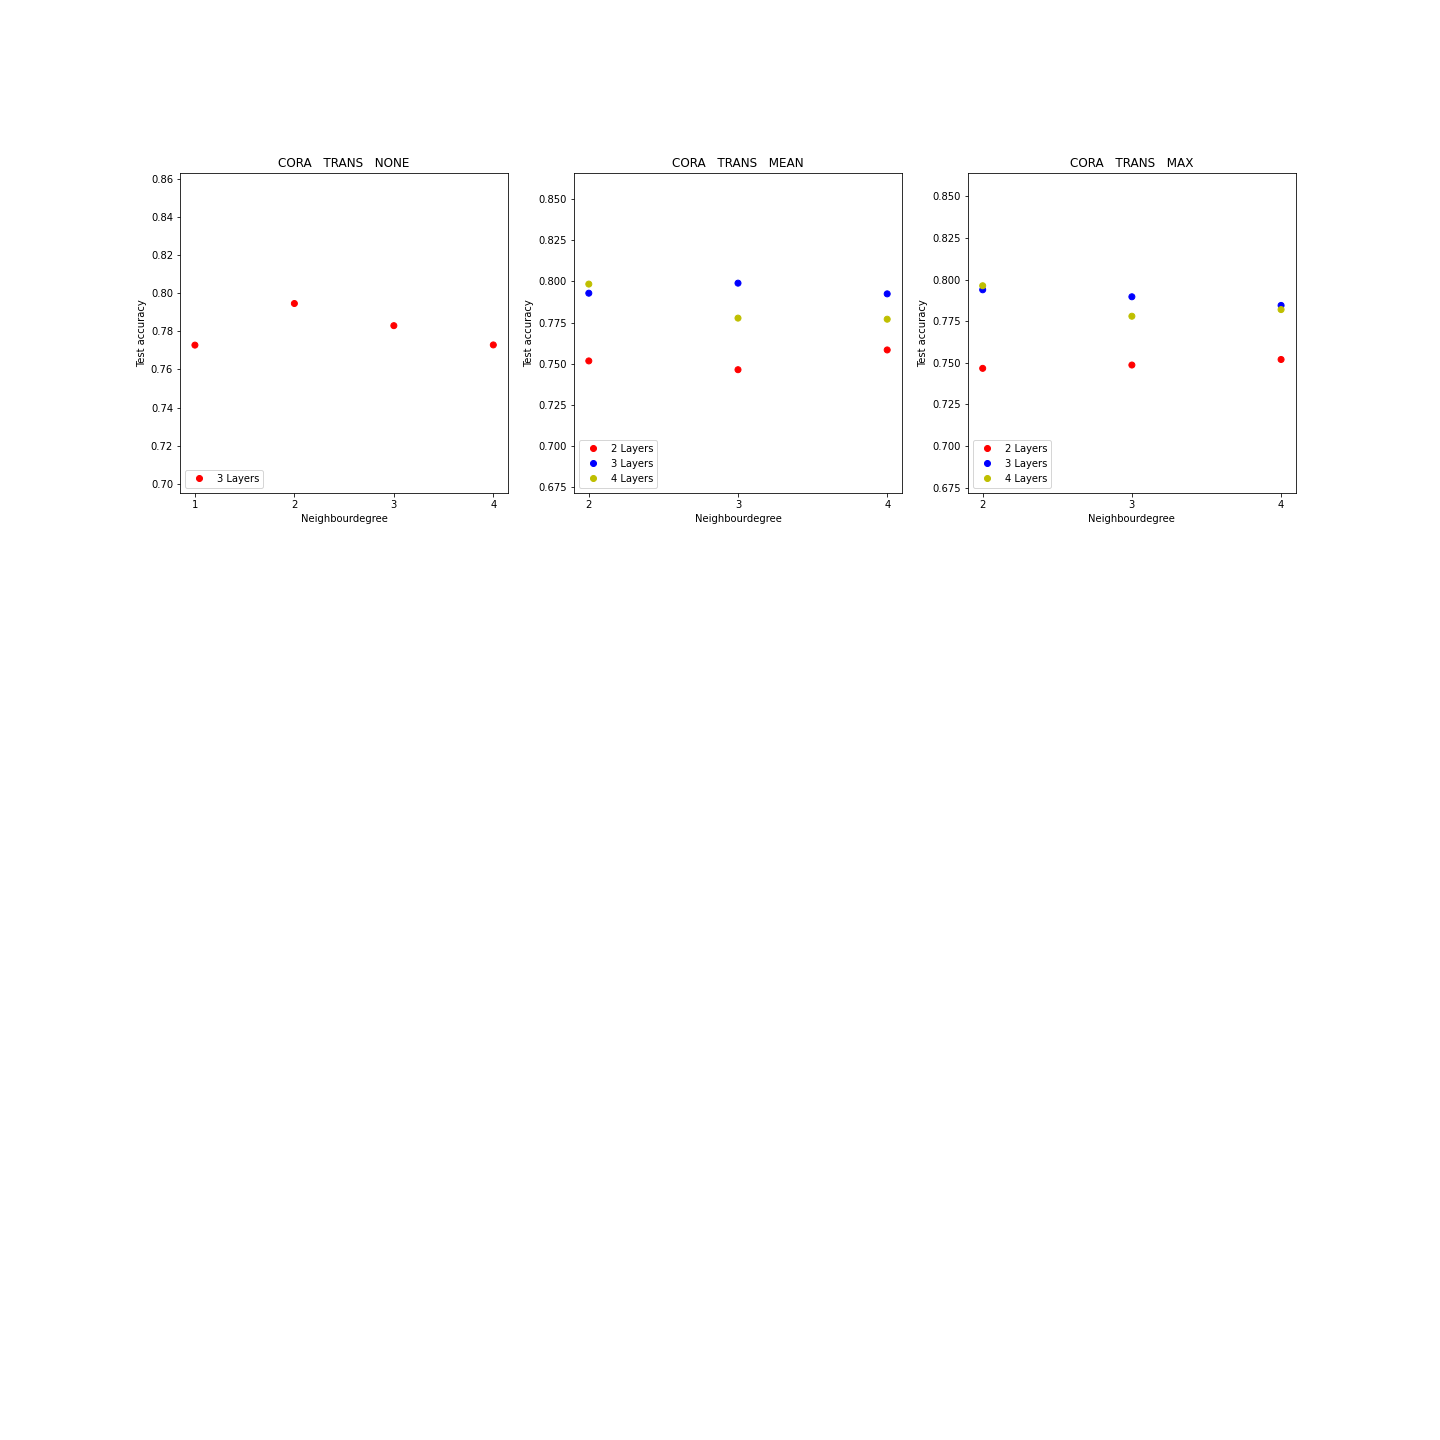 CORA TRANS NONE
0.86
0.84
0.82
0.80
0.78
0.76
0.74
0.72
0.70
Test accuracy
3 Layers
1 2 3 4
Neighbourdegree
CORA TRANS MEAN
0.850
0.825
0.800
0.775
0.750
0.725
0.700
0.675
Test accuracy
2 Layers
3 Layers
4 Layers
2 3 4
Neighbourdegree
CORA TRANS MAX
0.850
0.825
0.800
0.775
0.750
0.725
0.700
0.675
Test accuracy
2 Layers
3 Layers
4 Layers
2 3 4
Neighbourdegree